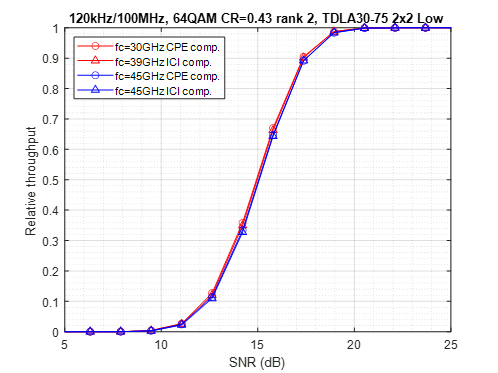 120kHz/100MHz, 64QAM CR=0.43 rank 2, TDLA30-75 2x2 Low
fc=30GHz CPE comp.
fc=39GHz ICI comp.
fc=45GHz CPE comp.
fc=45GHz ICI comp.
1
0.9
0.8
0.7
0.6
0.5
0.4
0.3
0.2
0.1
0
Relative throughput
5
10
15
20
25
SNR (dB)